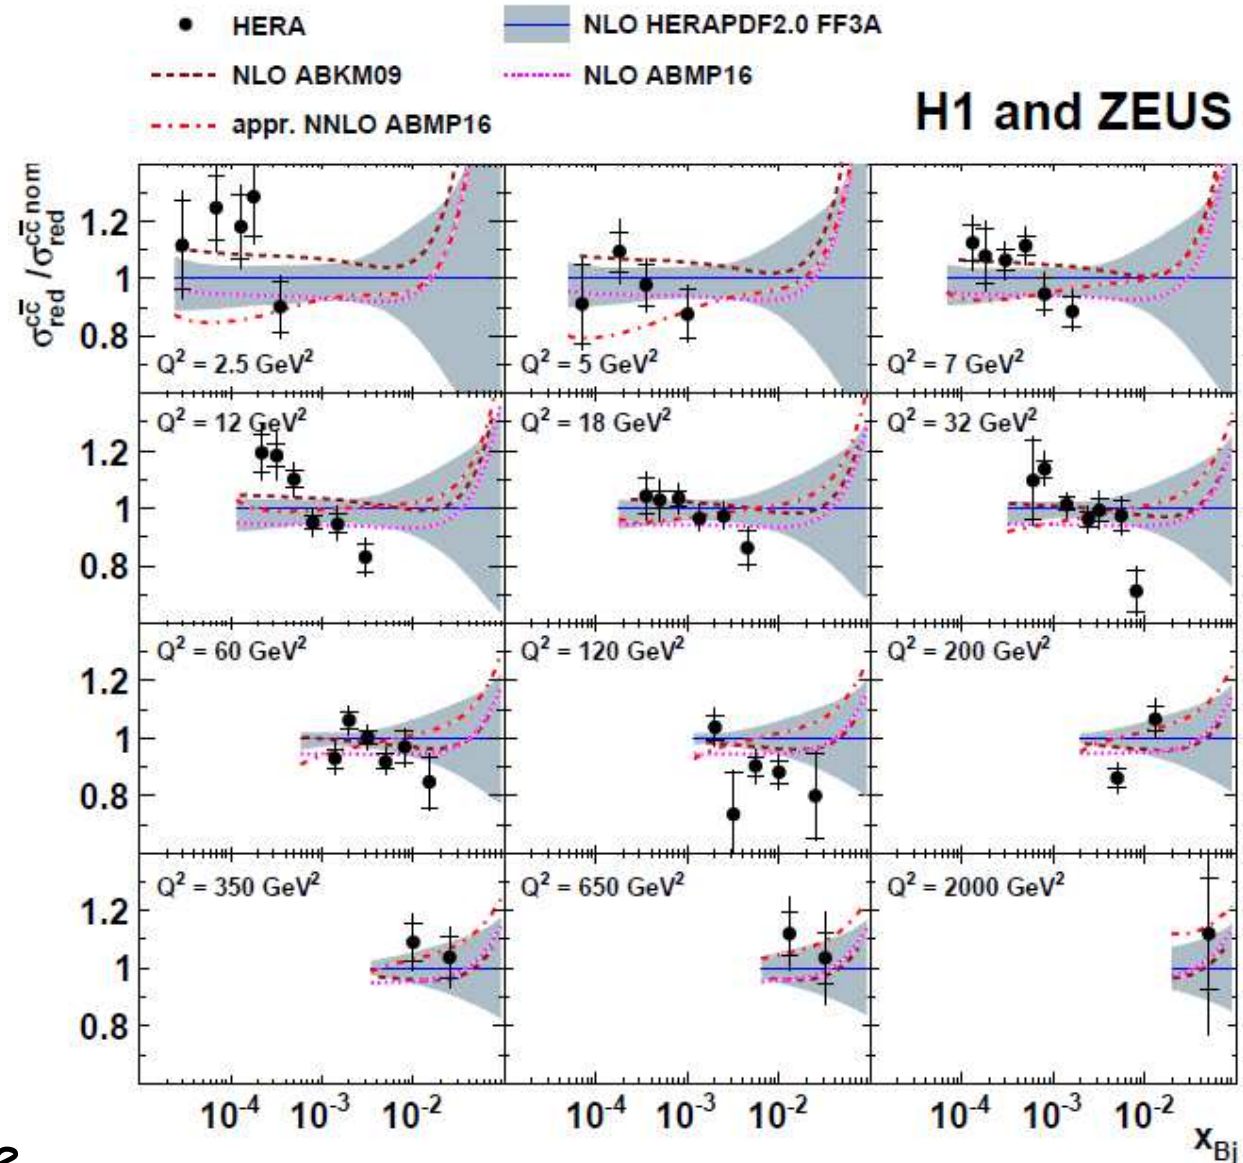 HERA
NLO HERAPDF2.0 FF3A
NLO ABKM09
NLO ABMP16
appr. NNLO ABMP16
H1 and ZEUS
σ_red^cc̄ / σ_red^cc̄ nom
1.2
1
0.8
Q² = 2.5 GeV²
Q² = 5 GeV²
Q² = 7 GeV²
Q² = 12 GeV²
Q² = 18 GeV²
Q² = 32 GeV²
1.2
1
0.8
Q² = 60 GeV²
Q² = 120 GeV²
Q² = 200 GeV²
1.2
1
0.8
Q² = 350 GeV²
Q² = 650 GeV²
Q² = 2000 GeV²
1.2
1
0.8
10⁻⁴ 10⁻³ 10⁻² 10⁻⁴ 10⁻³ 10⁻² 10⁻⁴ 10⁻³ 10⁻²
x_Bj